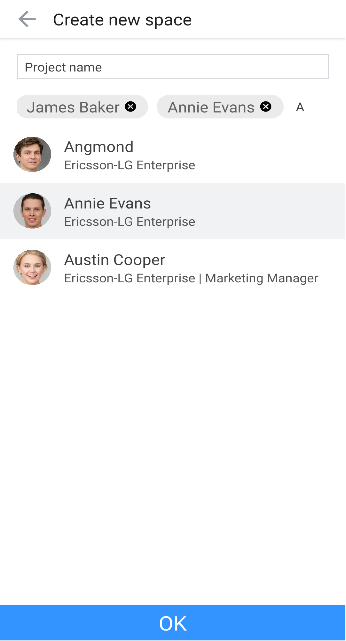 Create new space
Project name
James Baker Annie Evans A
Angmond
Ericsson-LG Enterprise
Annie Evans
Ericsson-LG Enterprise
Austin Cooper
Ericsson-LG Enterprise | Marketing Manager
OK